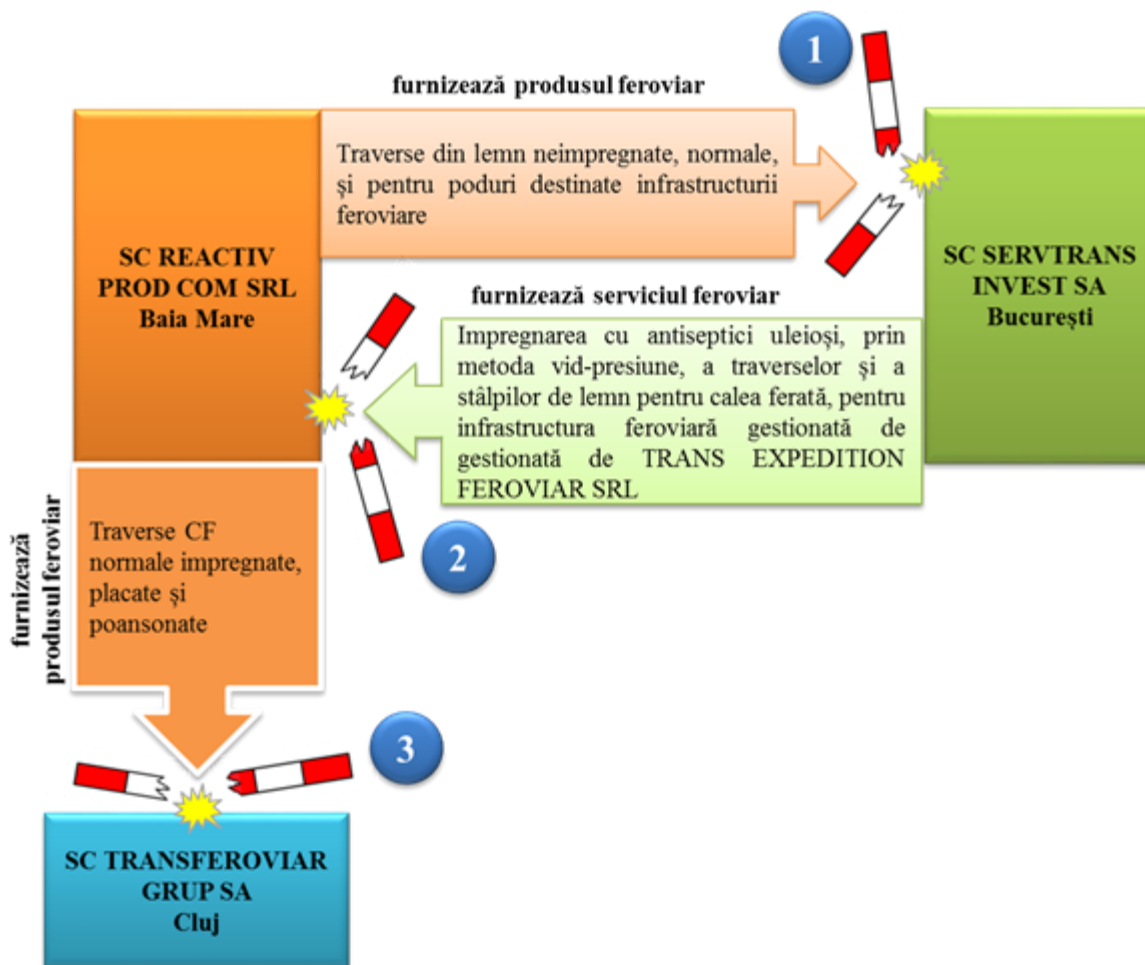 1
furnizează produsul feroviar
SC REACTIV
PROD COM SRL
Baia Mare
Traverse din lemn neimpregnate, normale,
și pentru poduri destinate infrastructurii
feroviare
SC SERVTRANS
INVEST SA
București
furnizează serviciul feroviar
Impregnarea cu antiseptici uleioși, prin
metoda vid-presiune, a traverselor și a
stâlpilor de lemn pentru calea ferată, pentru
infrastructura feroviară gestionată de
gestionată de TRANS EXPEDITION
FEROVIAR SRL
2
furnizează
produsul feroviar
Traverse CF
normale impregnate,
placate și
poansonate
3
SC TRANSFEROVIAR
GRUP SA
Cluj